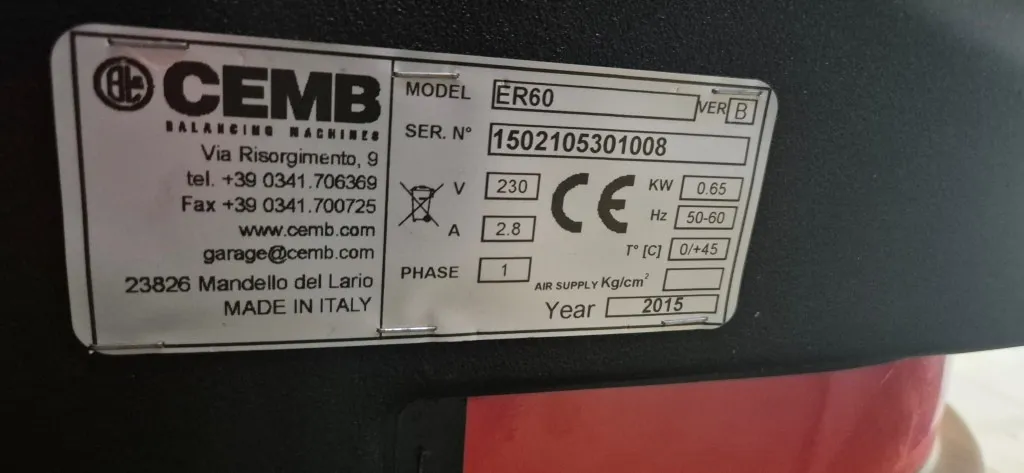 CEMB
BALANCING MACHINES
Via Risorgimento, 9
tel. +39 0341.706369
Fax +39 0341.700725
www.cemb.com
garage@cemb.com
23826 Mandello del Lario
MADE IN ITALY
MODEL ER60 VER B
SER. N° 1502105301008
V 230 CE KW 0.65
A 2.8 Hz 50-60
T° [C] 0/+45
PHASE 1 AIR SUPPLY Kg/cm²
Year 2015